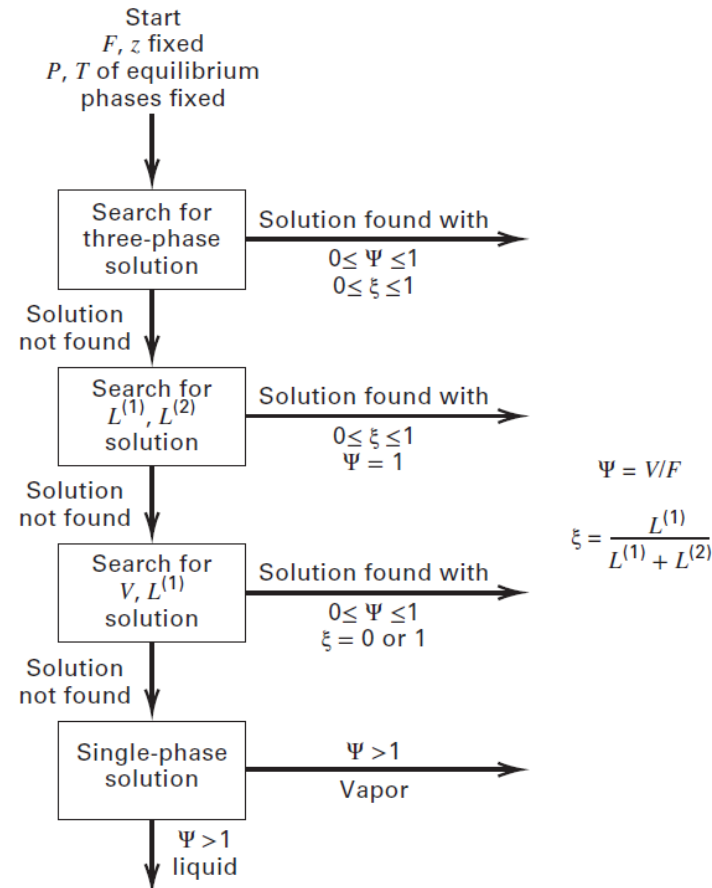 Start
F, z fixed
P, T of equilibrium
phases fixed
Search for
three-phase
solution
Solution found with
0≤ Ψ ≤1
0≤ ξ ≤1
Solution
not found
Search for
L(1), L(2)
solution
Solution found with
0≤ ξ ≤1
Ψ = 1
Ψ = V/F
ξ = L(1) / L(1) + L(2)
Solution
not found
Search for
V, L(1)
solution
Solution found with
0≤ Ψ ≤1
ξ = 0 or 1
Solution
not found
Single-phase
solution
Ψ >1
Vapor
Ψ >1
liquid